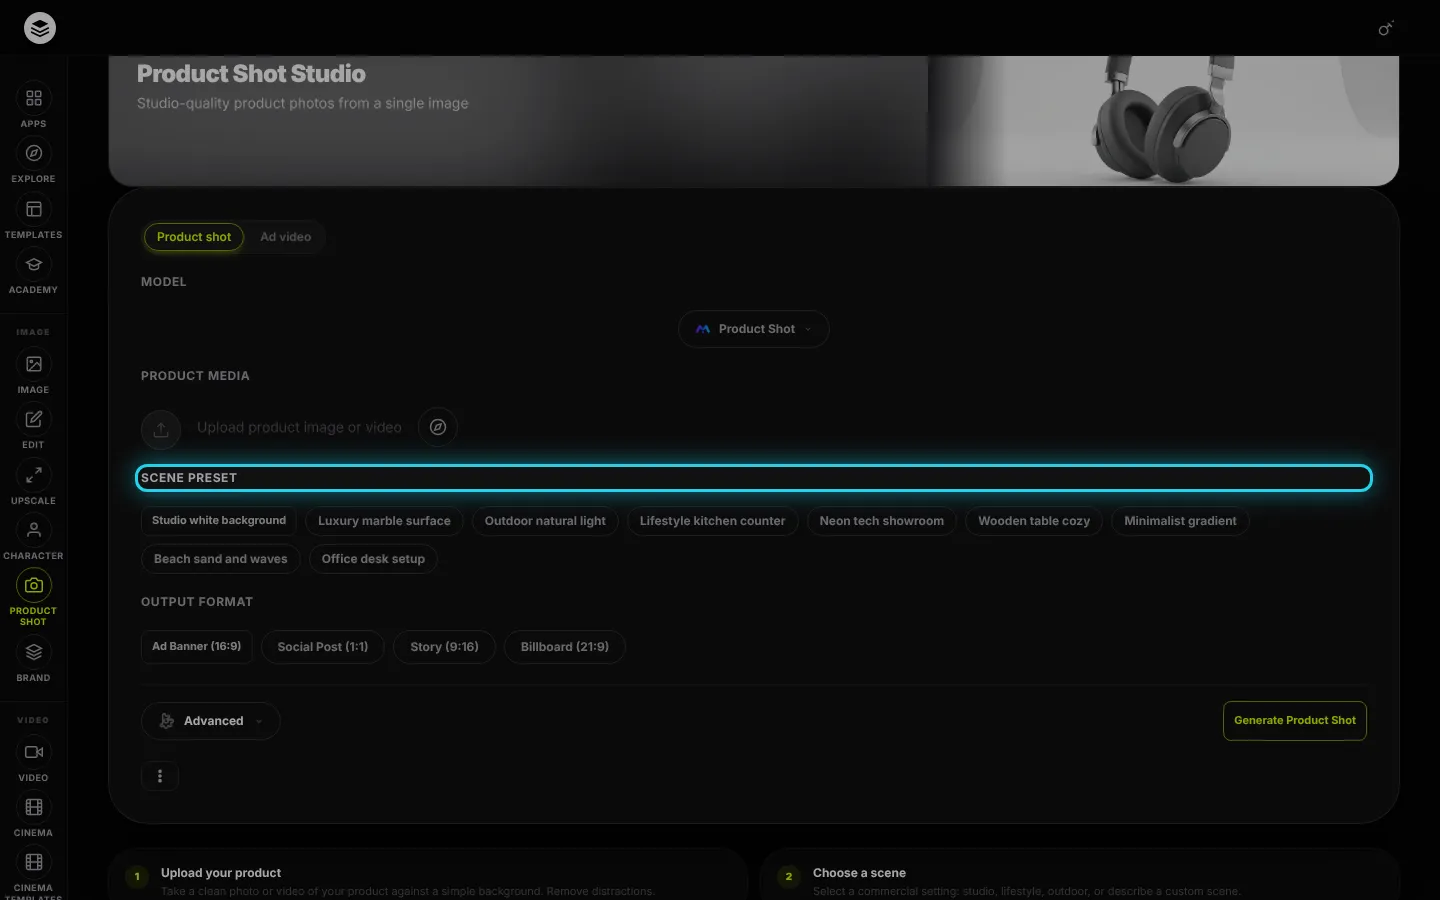 Product Shot Studio
Studio-quality product photos from a single image
APPS
EXPLORE
TEMPLATES
ACADEMY
IMAGE
IMAGE
EDIT
UPSCALE
CHARACTER
PRODUCT
SHOT
BRAND
VIDEO
VIDEO
CINEMA
CINEMA
TEMPLATES
Product shot
Ad video
MODEL
Product Shot
PRODUCT MEDIA
Upload product image or video
SCENE PRESET
Studio white background
Luxury marble surface
Outdoor natural light
Lifestyle kitchen counter
Neon tech showroom
Wooden table cozy
Minimalist gradient
Beach sand and waves
Office desk setup
OUTPUT FORMAT
Ad Banner (16:9)
Social Post (1:1)
Story (9:16)
Billboard (21:9)
Advanced
Generate Product Shot
1
Upload your product
Take a clean photo or video of your product against a simple background. Remove distractions.
2
Choose a scene
Select a commercial setting: studio, lifestyle, outdoor, or describe a custom scene.